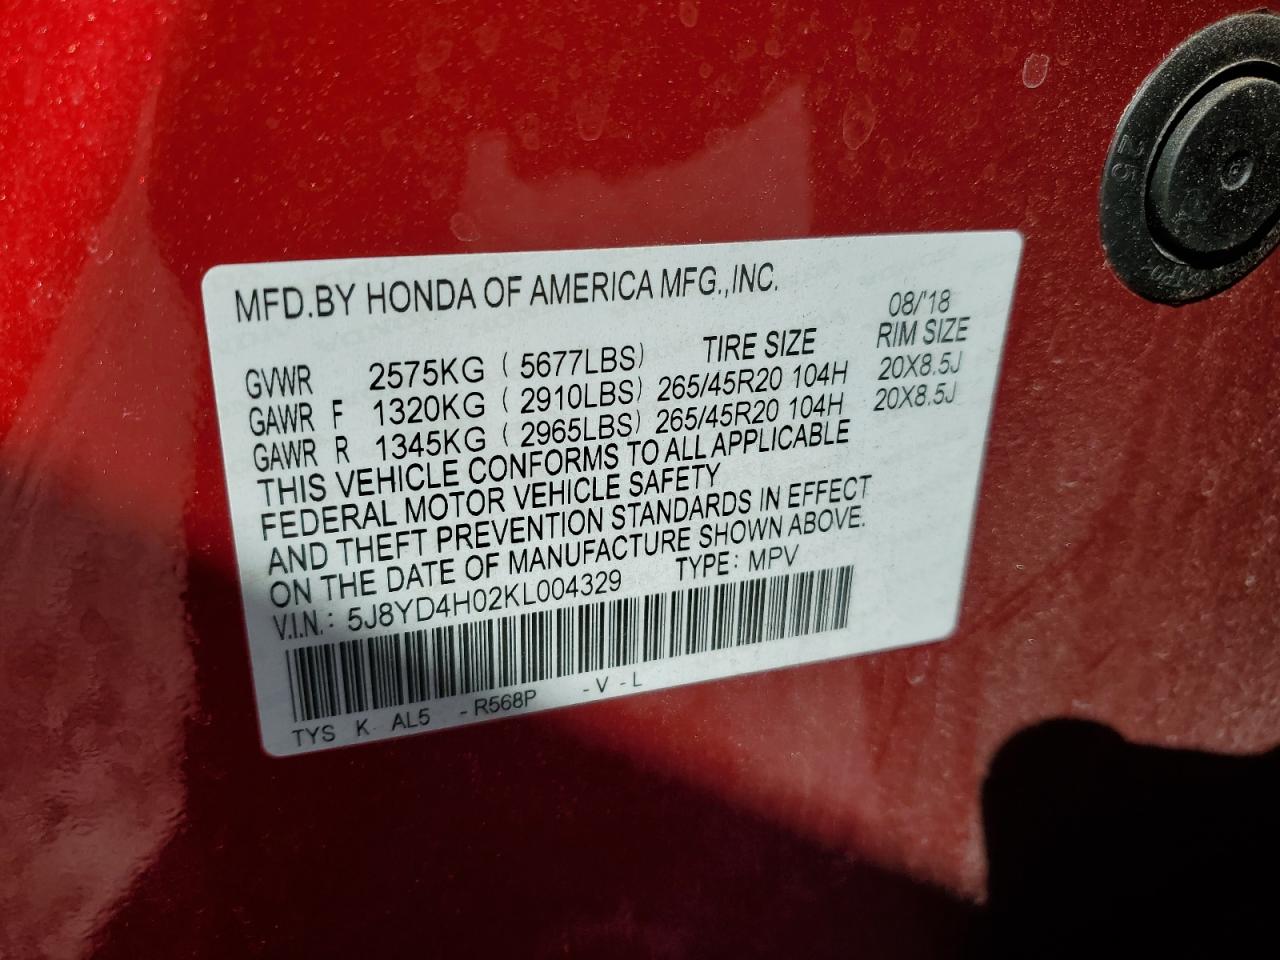 MFD.BY HONDA OF AMERICA MFG.,INC.
08/'18
TIRE SIZE RIM SIZE
GVWR 2575KG ( 5677LBS)
GAWR F 1320KG ( 2910LBS) 265/45R20 104H 20X8.5J
GAWR R 1345KG ( 2965LBS) 265/45R20 104H 20X8.5J
THIS VEHICLE CONFORMS TO ALL APPLICABLE
FEDERAL MOTOR VEHICLE SAFETY
AND THEFT PREVENTION STANDARDS IN EFFECT
ON THE DATE OF MANUFACTURE SHOWN ABOVE.
V.I.N.: 5J8YD4H02KL004329 TYPE: MPV
TYS K AL5 -R568P -V -L
26